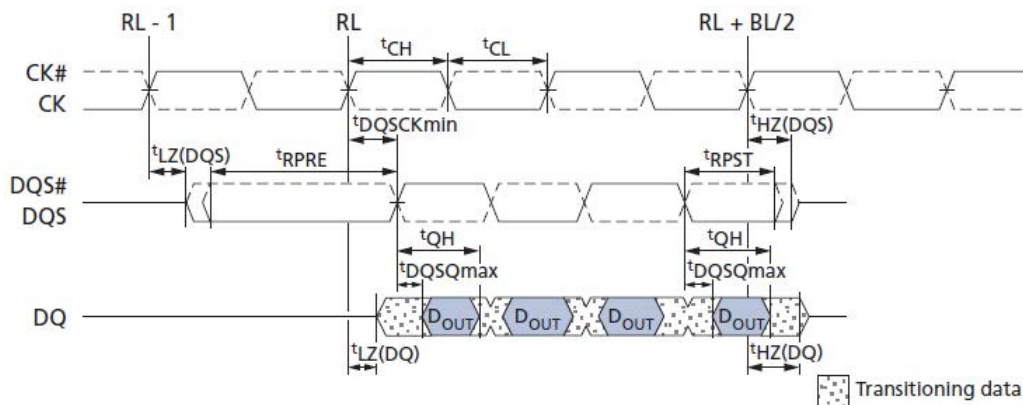 RL - 1 RL RL + BL/2
tCH tCL
CK#
CK
tDQSCKmin tHZ(DQS)
tLZ(DQS) tRPRE tRPST
DQS#
DQS
tQH tQH
tDQSQmax tDQSQmax
DQ DOUT DOUT DOUT DOUT
tLZ(DQ) tHZ(DQ)
Transitioning data